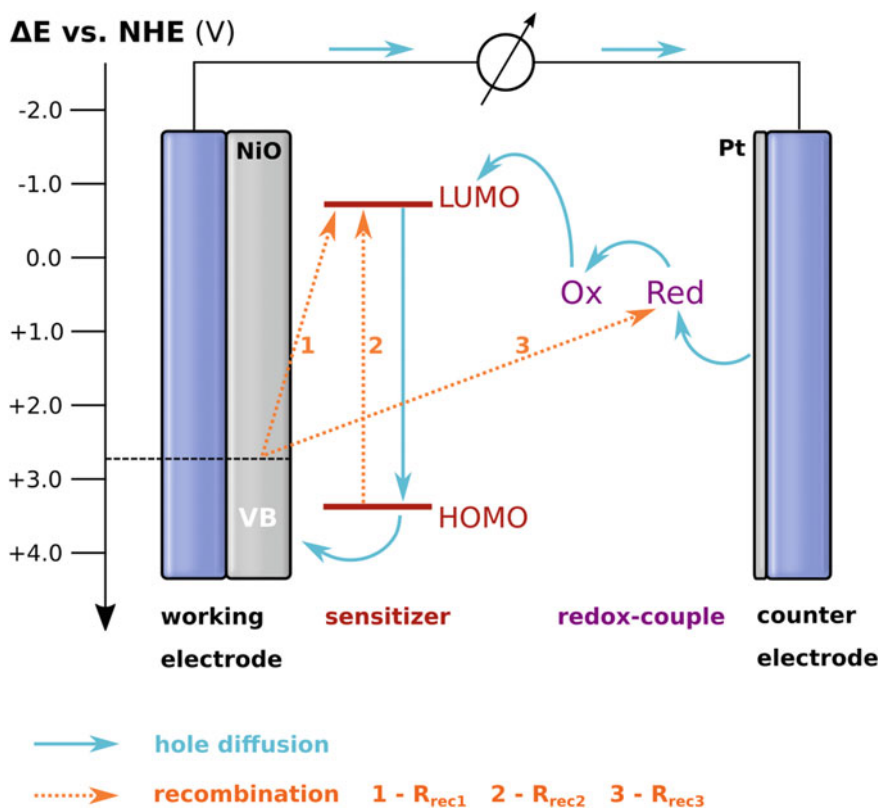 ΔE vs. NHE (V)
-2.0
-1.0
0.0
+1.0
+2.0
+3.0
+4.0
NiO
VB
LUMO
HOMO
1
2
3
Ox
Red
Pt
working
electrode
sensitizer
redox-couple
counter
electrode
hole diffusion
recombination 1 - Rrec1 2 - Rrec2 3 - Rrec3